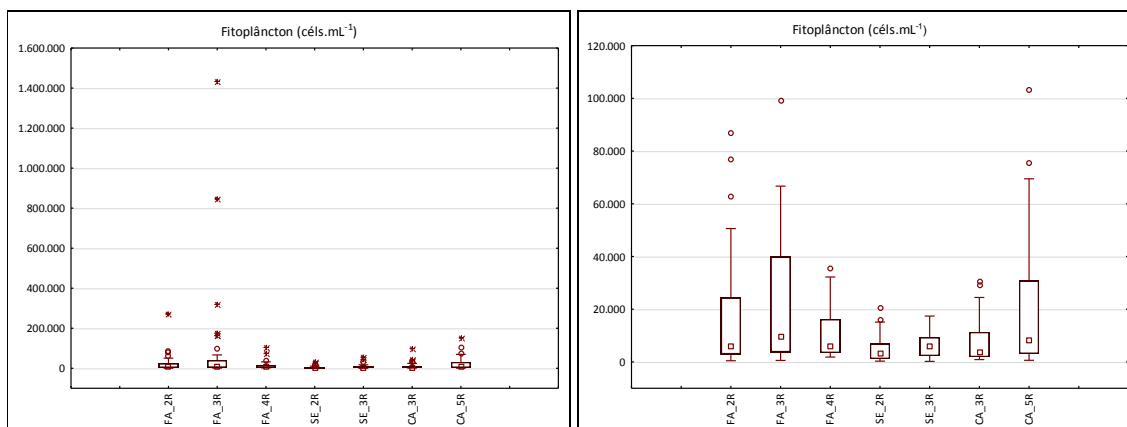 Fitoplâncton (céls.mL⁻¹)
1.600.000
1.400.000
1.200.000
1.000.000
800.000
600.000
400.000
200.000
0
FA_2R
FA_3R
FA_4R
SE_2R
SE_3R
CA_3R
CA_5R
Fitoplâncton (céls.mL⁻¹)
120.000
100.000
80.000
60.000
40.000
20.000
0
FA_2R
FA_3R
FA_4R
SE_2R
SE_3R
CA_3R
CA_5R